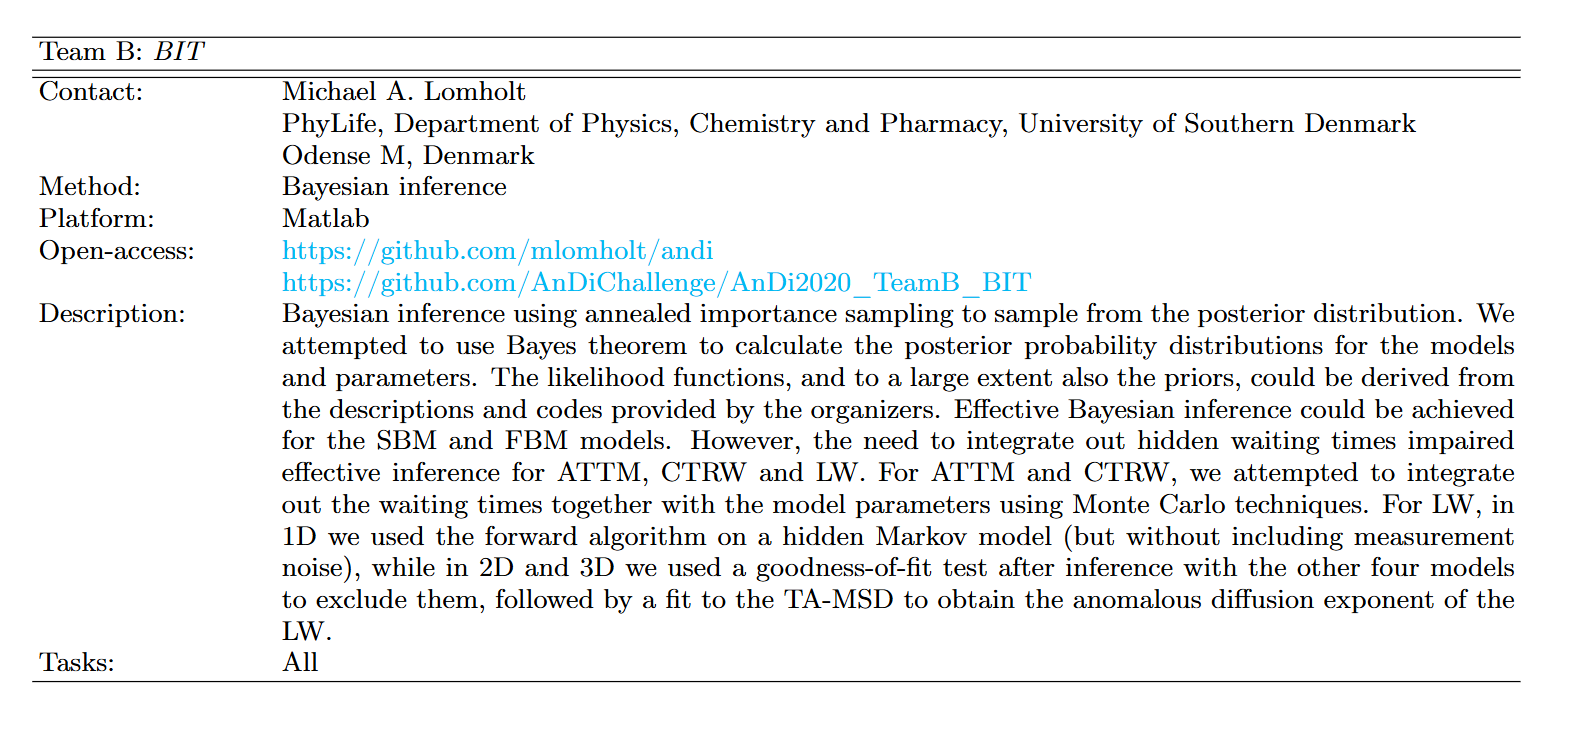 Team B: BIT
Contact: Michael A. Lomholt
PhyLife, Department of Physics, Chemistry and Pharmacy, University of Southern Denmark
Odense M, Denmark
Method: Bayesian inference
Platform: Matlab
Open-access: https://github.com/mlomholt/andi
https://github.com/AnDiChallenge/AnDi2020_TeamB_BIT
Description: Bayesian inference using annealed importance sampling to sample from the posterior distribution. We
attempted to use Bayes theorem to calculate the posterior probability distributions for the models
and parameters. The likelihood functions, and to a large extent also the priors, could be derived from
the descriptions and codes provided by the organizers. Effective Bayesian inference could be achieved
for the SBM and FBM models. However, the need to integrate out hidden waiting times impaired
effective inference for ATTM, CTRW and LW. For ATTM and CTRW, we attempted to integrate
out the waiting times together with the model parameters using Monte Carlo techniques. For LW, in
1D we used the forward algorithm on a hidden Markov model (but without including measurement
noise), while in 2D and 3D we used a goodness-of-fit test after inference with the other four models
to exclude them, followed by a fit to the TA-MSD to obtain the anomalous diffusion exponent of the
LW.
Tasks: All